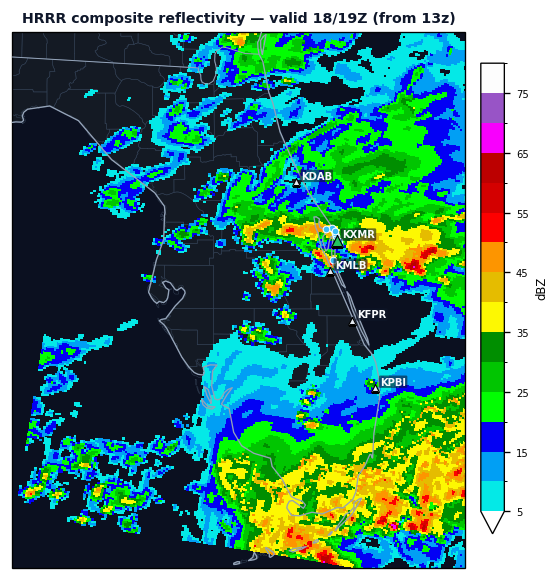 HRRR composite reflectivity — valid 18/19Z (from 13z)
75
65
55
45
35
25
15
5
dBZ
KDAB
KXMR
KMLB
KFPR
KPBI